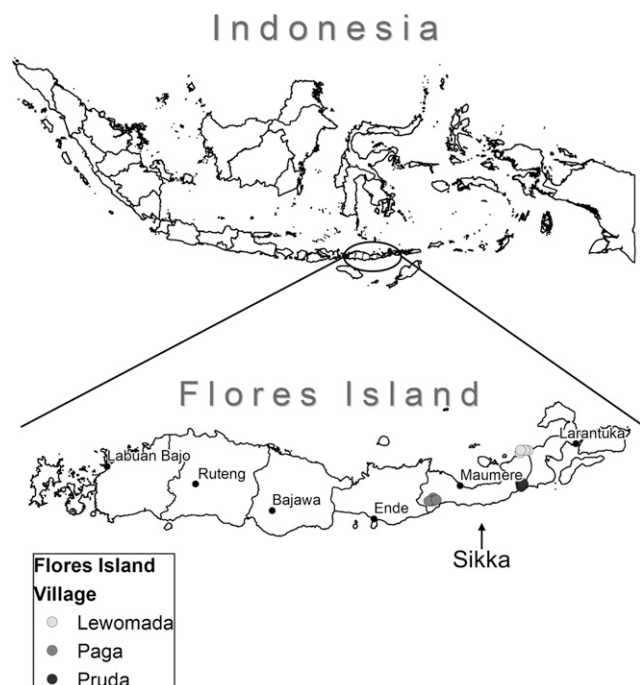 Indonesia
Flores Island
Larantuka
Labuan Bajo
Ruteng
Maumere
Bajawa
Ende
Sikka
Flores Island
Village
Lewomada
Paga
Pruda